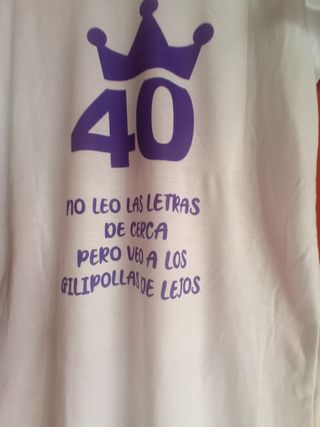 40
NO LEO LAS LETRAS
DE CERCA
PERO VEO A LOS
GILIPOLLAS DE LEJOS